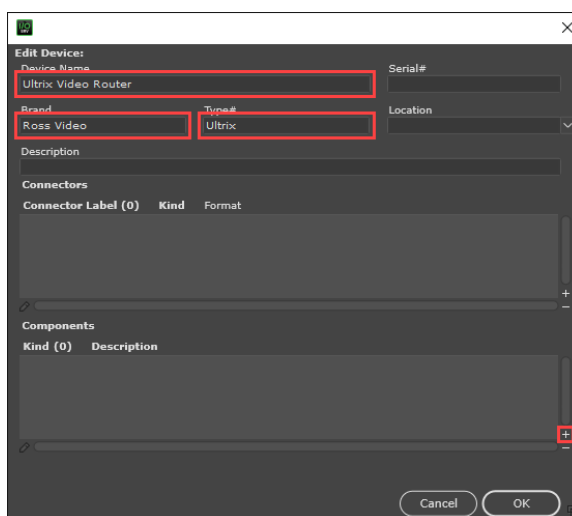 Edit Device:
Device Name
Serial#
Ultrix Video Router
Brand
Type#
Location
Ross Video
Ultrix
Description
Connectors
Connector Label (0) Kind Format
+
−
Components
Kind (0) Description
+
−
Cancel
OK